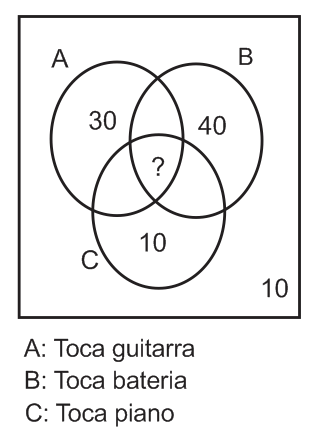 A
B
30
40
?
10
C
10
A: Toca guitarra
B: Toca bateria
C: Toca piano